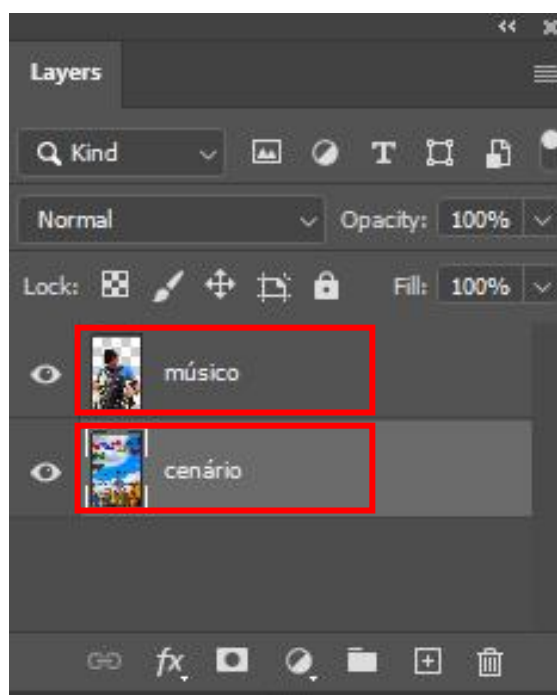 Layers
Kind
Normal Opacity: 100%
Lock: Fill: 100%
músico
cenário
fx